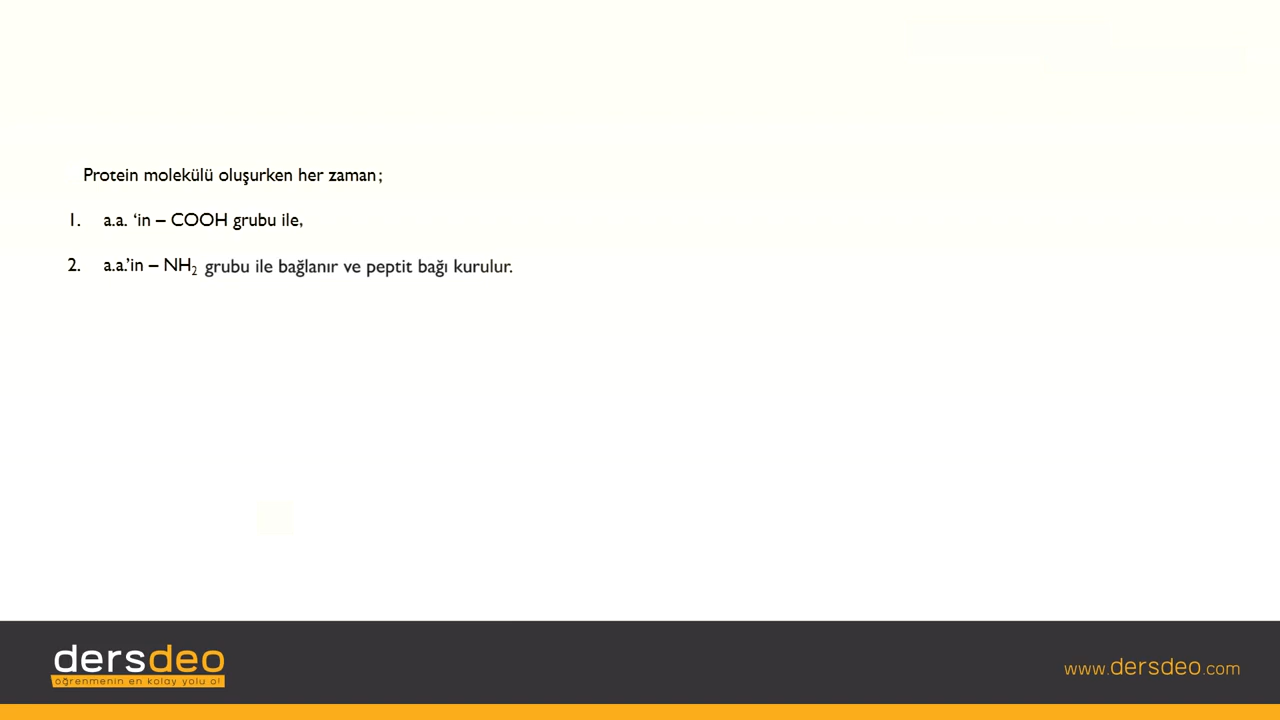 Protein molekülü oluşurken her zaman;
1. a.a. ‘in – COOH grubu ile,
2. a.a.’in – NH₂ grubu ile bağlanır ve peptit bağı kurulur.
dersdeo
öğrenmenin en kolay yolu o!
www.dersdeo.com